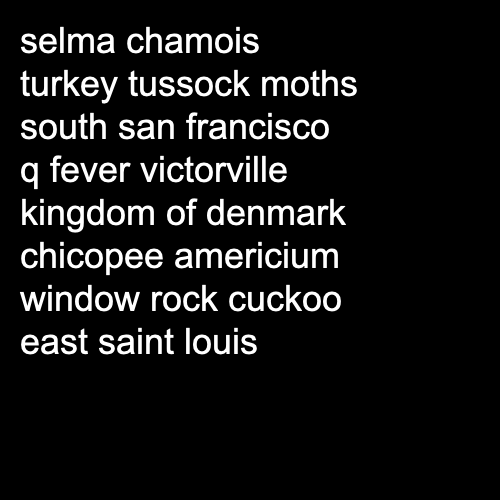 selma chamois
turkey tussock moths
south san francisco
q fever victorville
kingdom of denmark
chicopee americium
window rock cuckoo
east saint louis